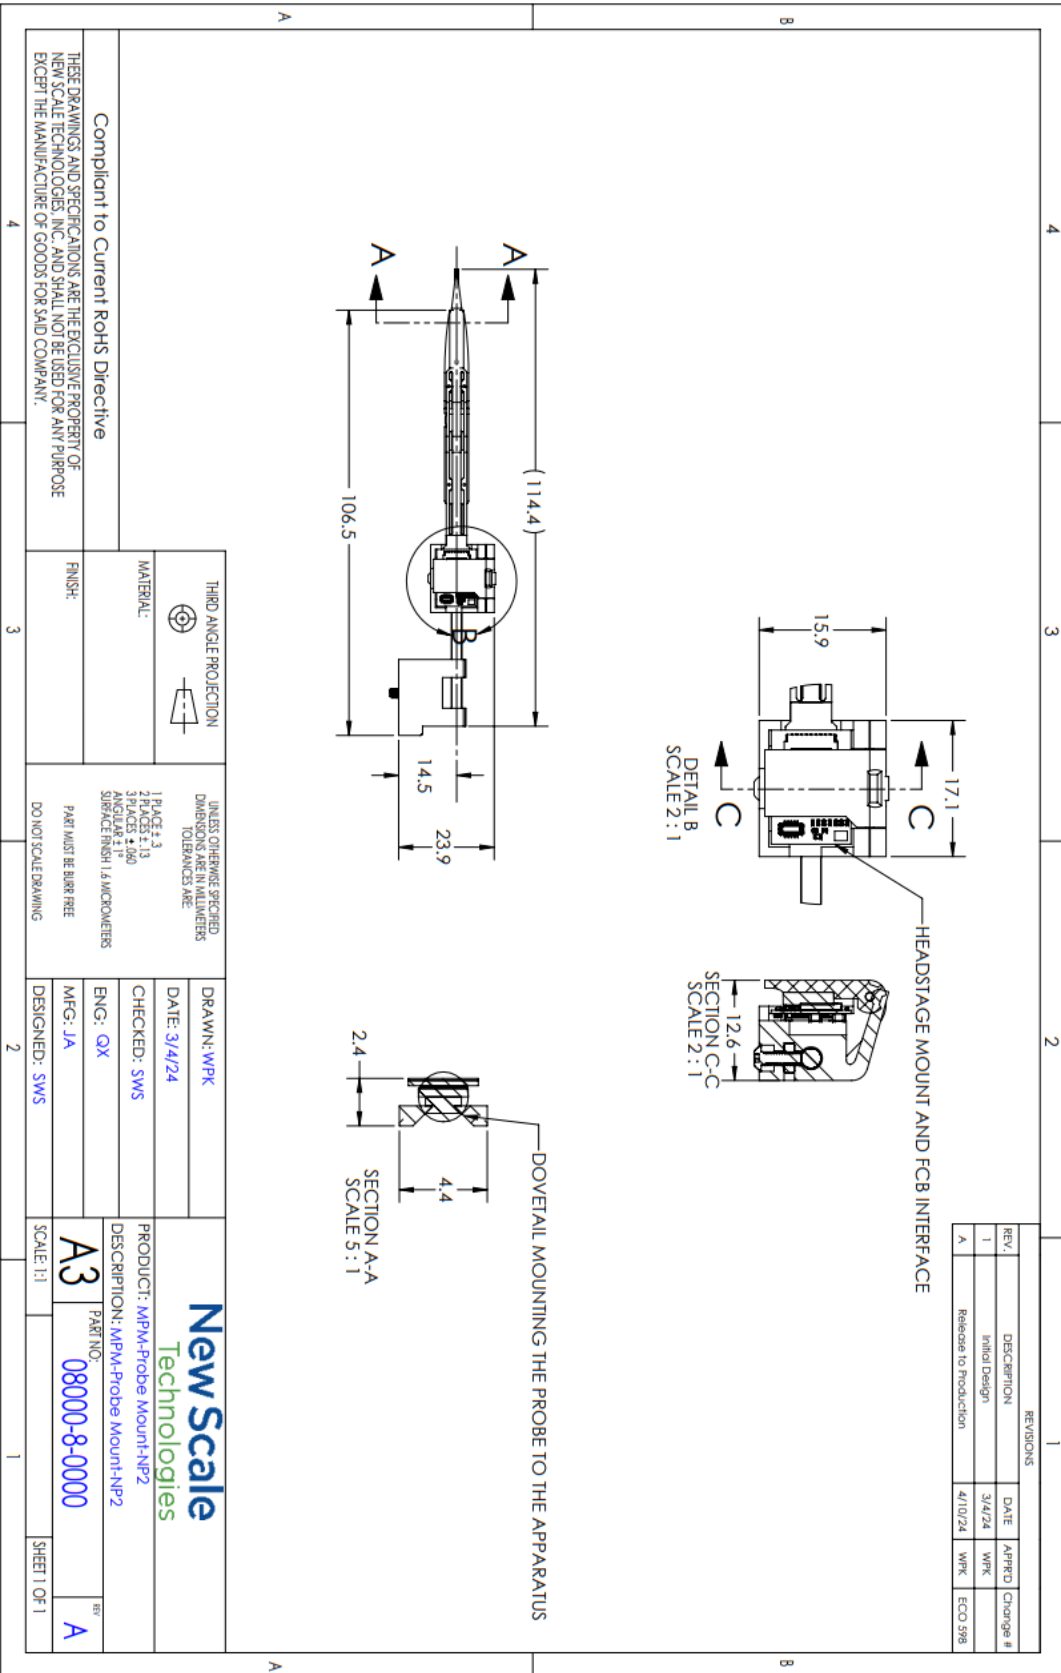 REVISIONS
REV. DESCRIPTION DATE APPR'D Change #
1 Initial Design 3/4/24 WPK
A Release to Production 4/10/24 WPK ECO 598
4 3 2 1
B B
A A
17.1
15.9
C C
HEADSTAGE MOUNT AND FCB INTERFACE
DETAIL B
SCALE 2 : 1
12.6
SECTION C-C
SCALE 2 : 1
A A
(114.4)
106.5
B
14.5
23.9
DOVETAIL MOUNTING THE PROBE TO THE APPARATUS
4.4
2.4
SECTION A-A
SCALE 5 : 1
Compliant to Current RoHS Directive
THESE DRAWINGS AND SPECIFICATIONS ARE THE EXCLUSIVE PROPERTY OF
NEW SCALE TECHNOLOGIES, INC. AND SHALL NOT BE USED FOR ANY PURPOSE
EXCEPT THE MANUFACTURE OF GOODS FOR SAID COMPANY.
THIRD ANGLE PROJECTION
MATERIAL:
FINISH:
UNLESS OTHERWISE SPECIFIED
DIMENSIONS ARE IN MILLIMETERS
TOLERANCES ARE:
1 PLACE ± .3
2 PLACES ± .13
3 PLACES ± .060
ANGULAR ± 1°
SURFACE FINISH 1.6 MICROMETERS
PART MUST BE BURR FREE
DO NOT SCALE DRAWING
DRAWN: WPK
DATE: 3/4/24
CHECKED: SWS
ENG: QX
MFG: JA
DESIGNED: SWS
New Scale
Technologies
PRODUCT: MPM-Probe Mount-NP2
DESCRIPTION: MPM-Probe Mount-NP2
A3 PART NO: 08000-8-0000 REV A
SCALE: 1:1 SHEET 1 OF 1
4 3 2 1